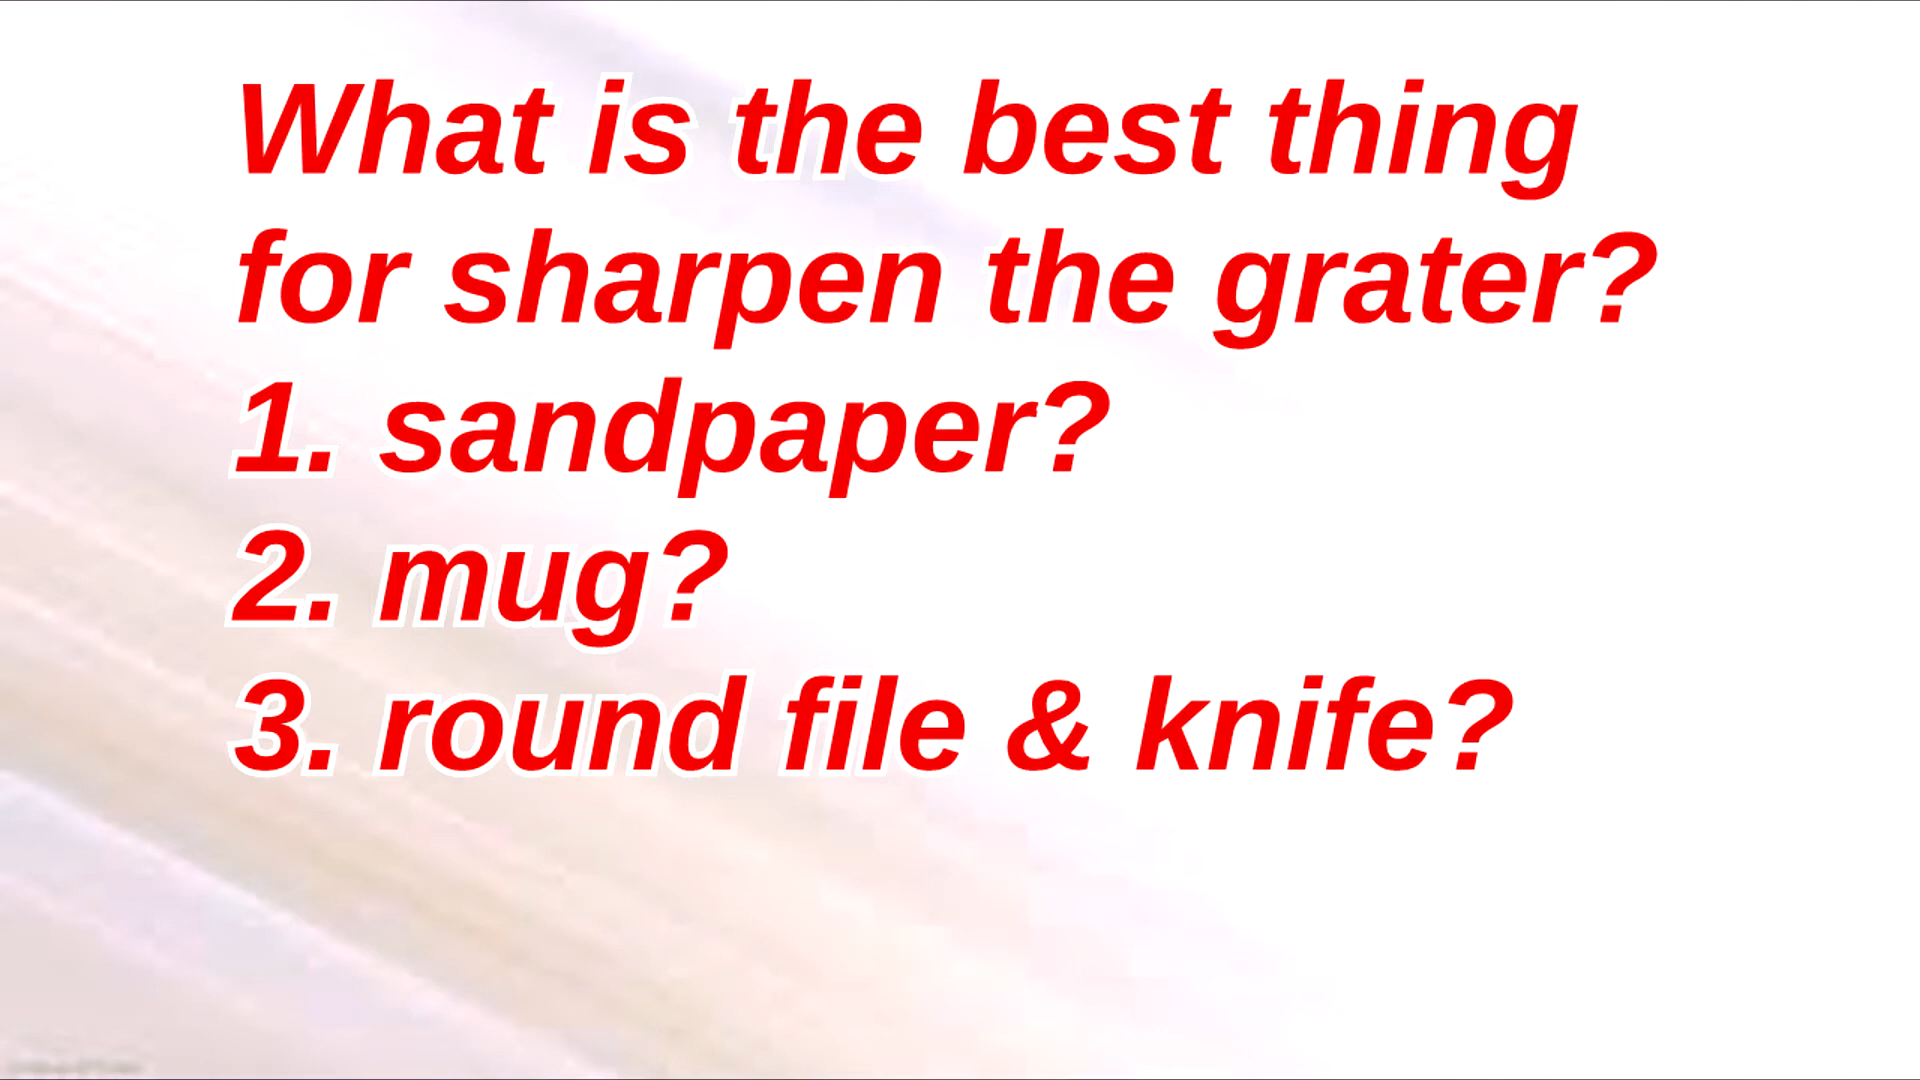 What is the best thing
for sharpen the grater?
1. sandpaper?
2. mug?
3. round file & knife?